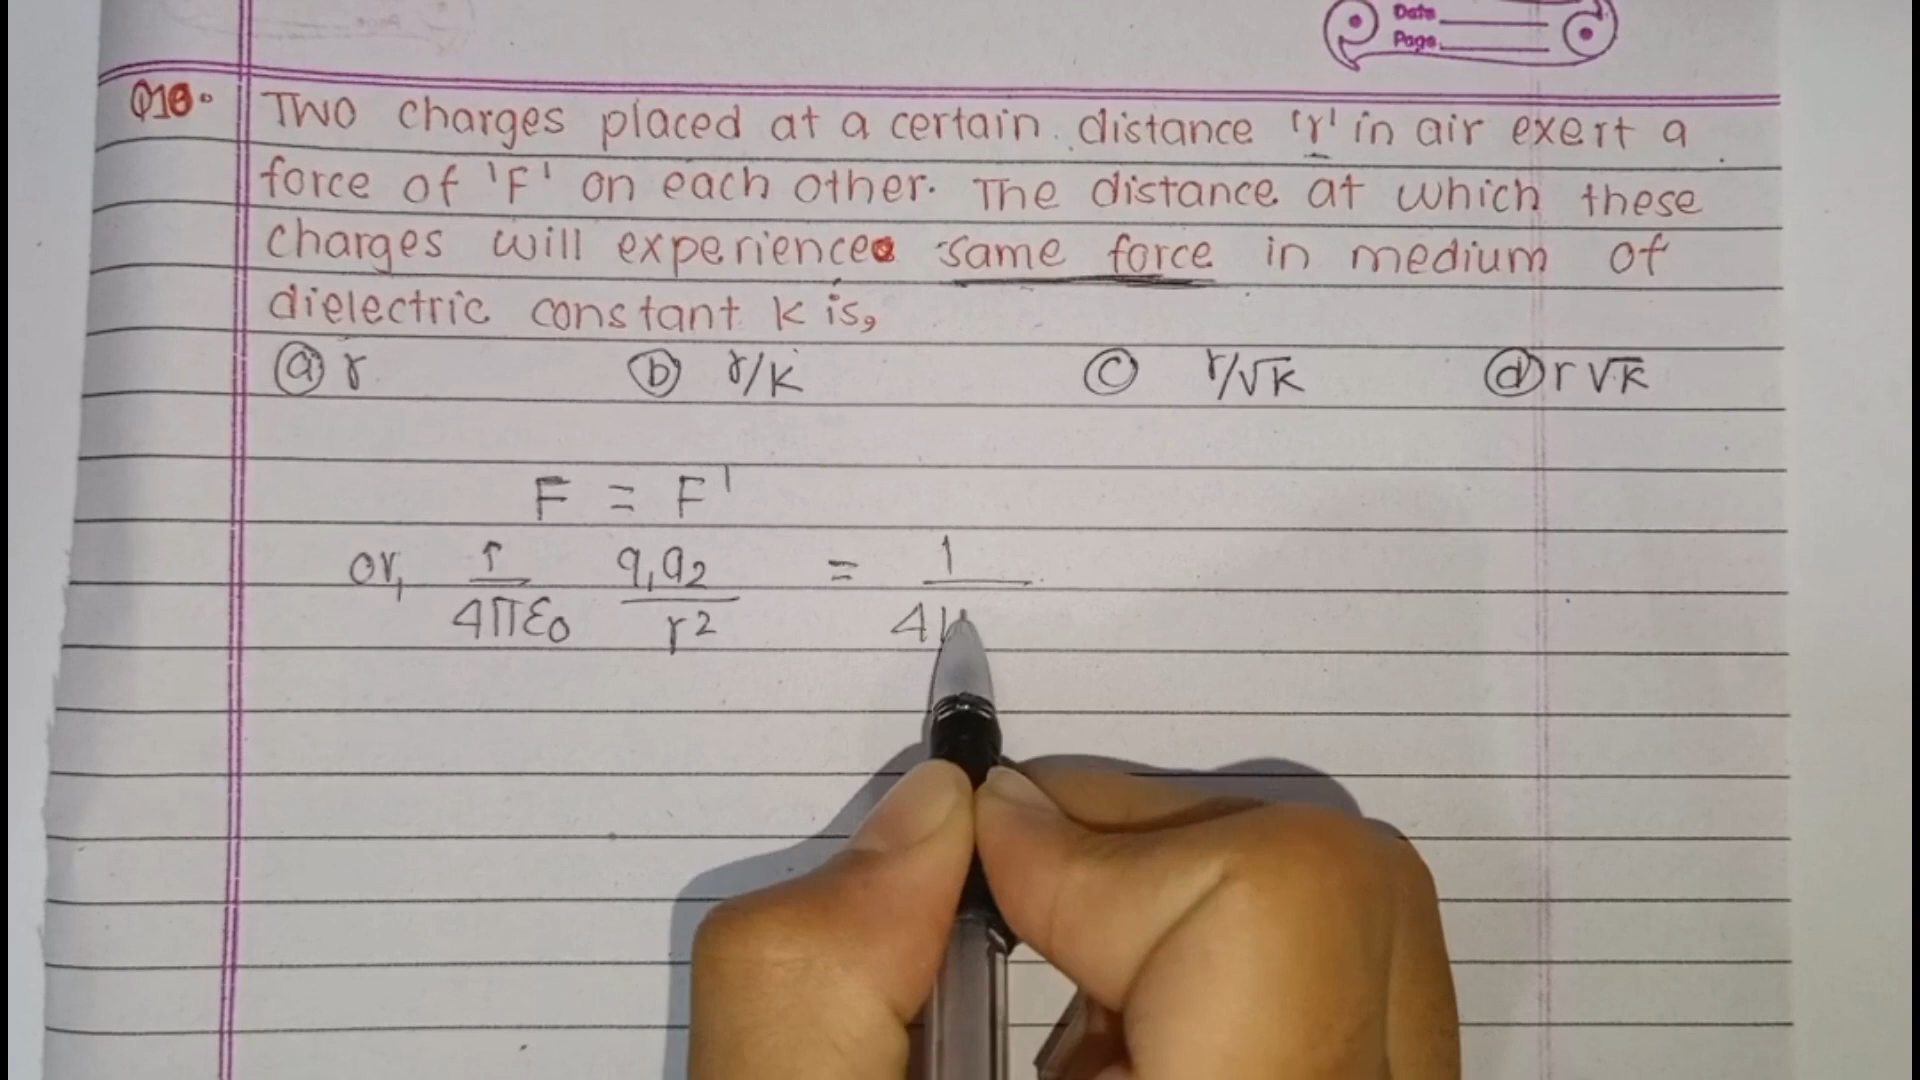 Date
Page
Q10. Two charges placed at a certain distance 'r' in air exert a
force of 'F' on each other. The distance at which these
charges will experience same force in medium of
dielectric constant K is,
(a) r (b) r/K (c) r/√K (d) r√K
F = F'
or, 1/4πε0 q1q2/r2 = 1/4